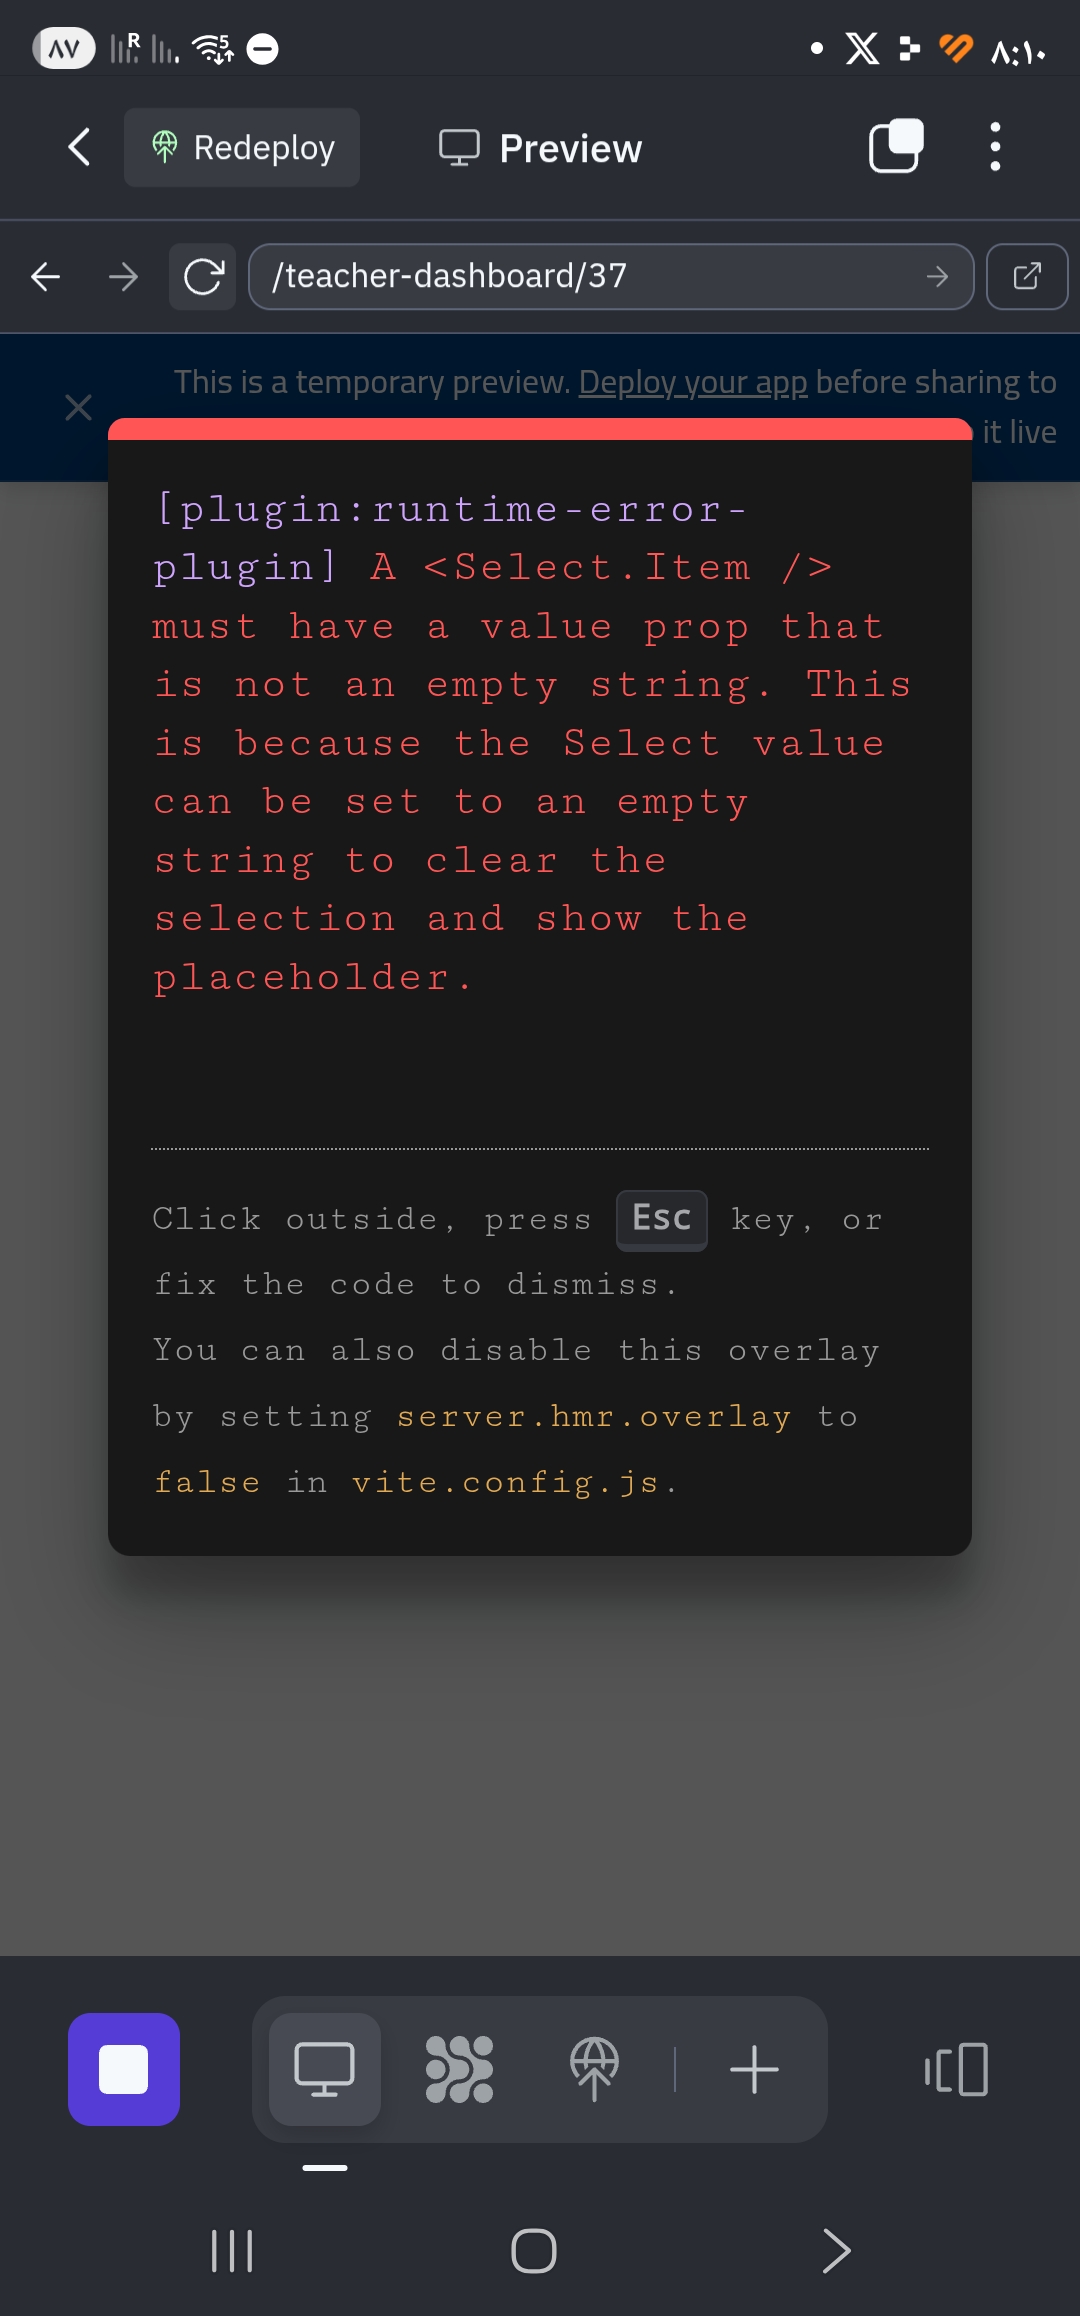 ٨٧ R 5 ٨:١٠
Redeploy Preview
/teacher-dashboard/37
This is a temporary preview. Deploy your app before sharing to
it live
[plugin:runtime-error-
plugin] A <Select.Item />
must have a value prop that
is not an empty string. This
is because the Select value
can be set to an empty
string to clear the
selection and show the
placeholder.
Click outside, press Esc key, or
fix the code to dismiss.
You can also disable this overlay
by setting server.hmr.overlay to
false in vite.config.js.